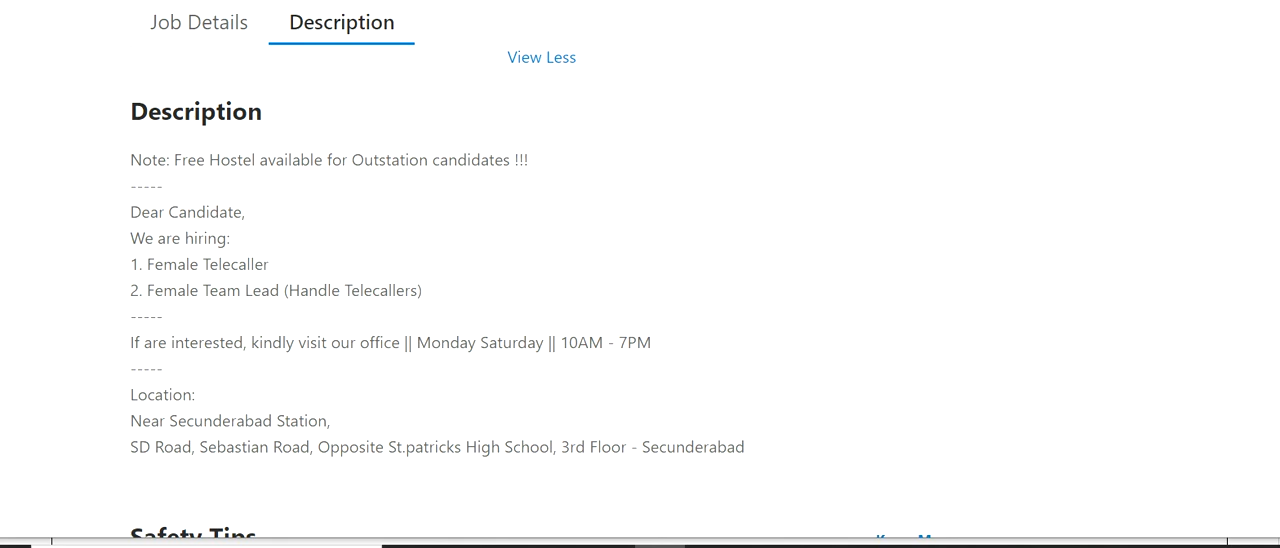 Job Details Description
View Less
Description
Note: Free Hostel available for Outstation candidates !!!
-----
Dear Candidate,
We are hiring:
1. Female Telecaller
2. Female Team Lead (Handle Telecallers)
-----
If are interested, kindly visit our office || Monday Saturday || 10AM - 7PM
-----
Location:
Near Secunderabad Station,
SD Road, Sebastian Road, Opposite St.patricks High School, 3rd Floor - Secunderabad
Safety Tips